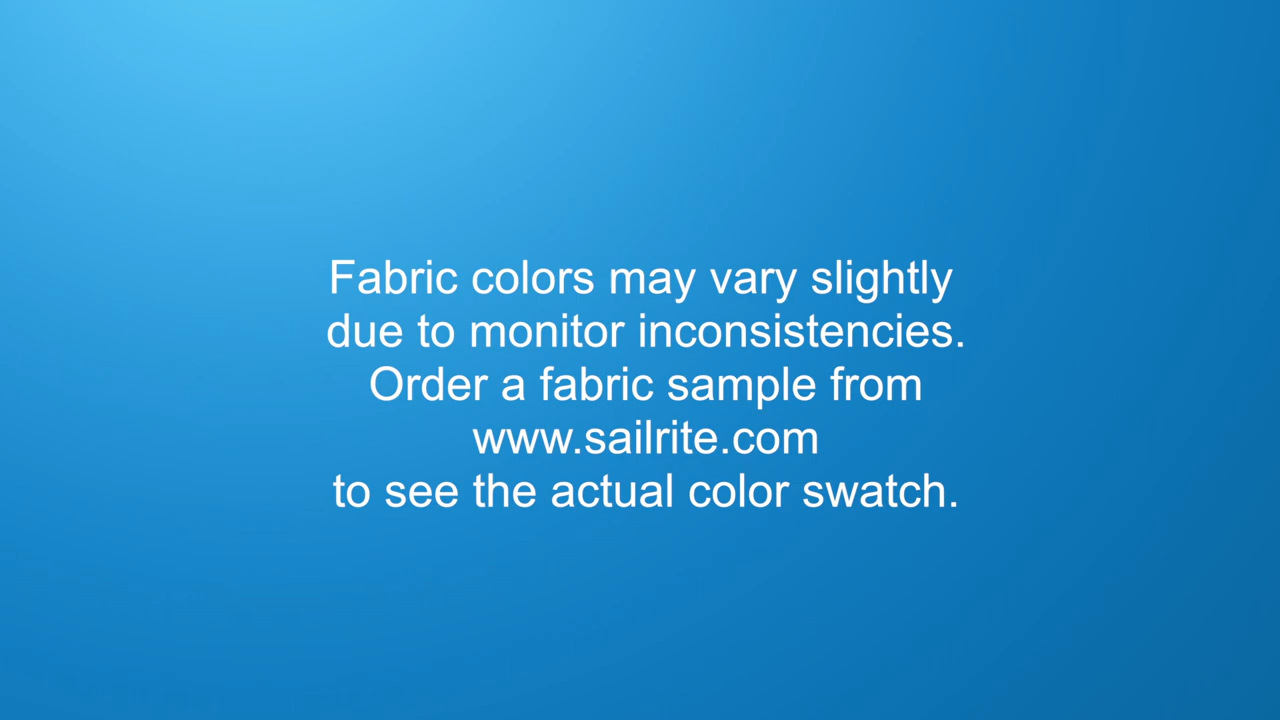 Fabric colors may vary slightly
due to monitor inconsistencies.
Order a fabric sample from
www.sailrite.com
to see the actual color swatch.